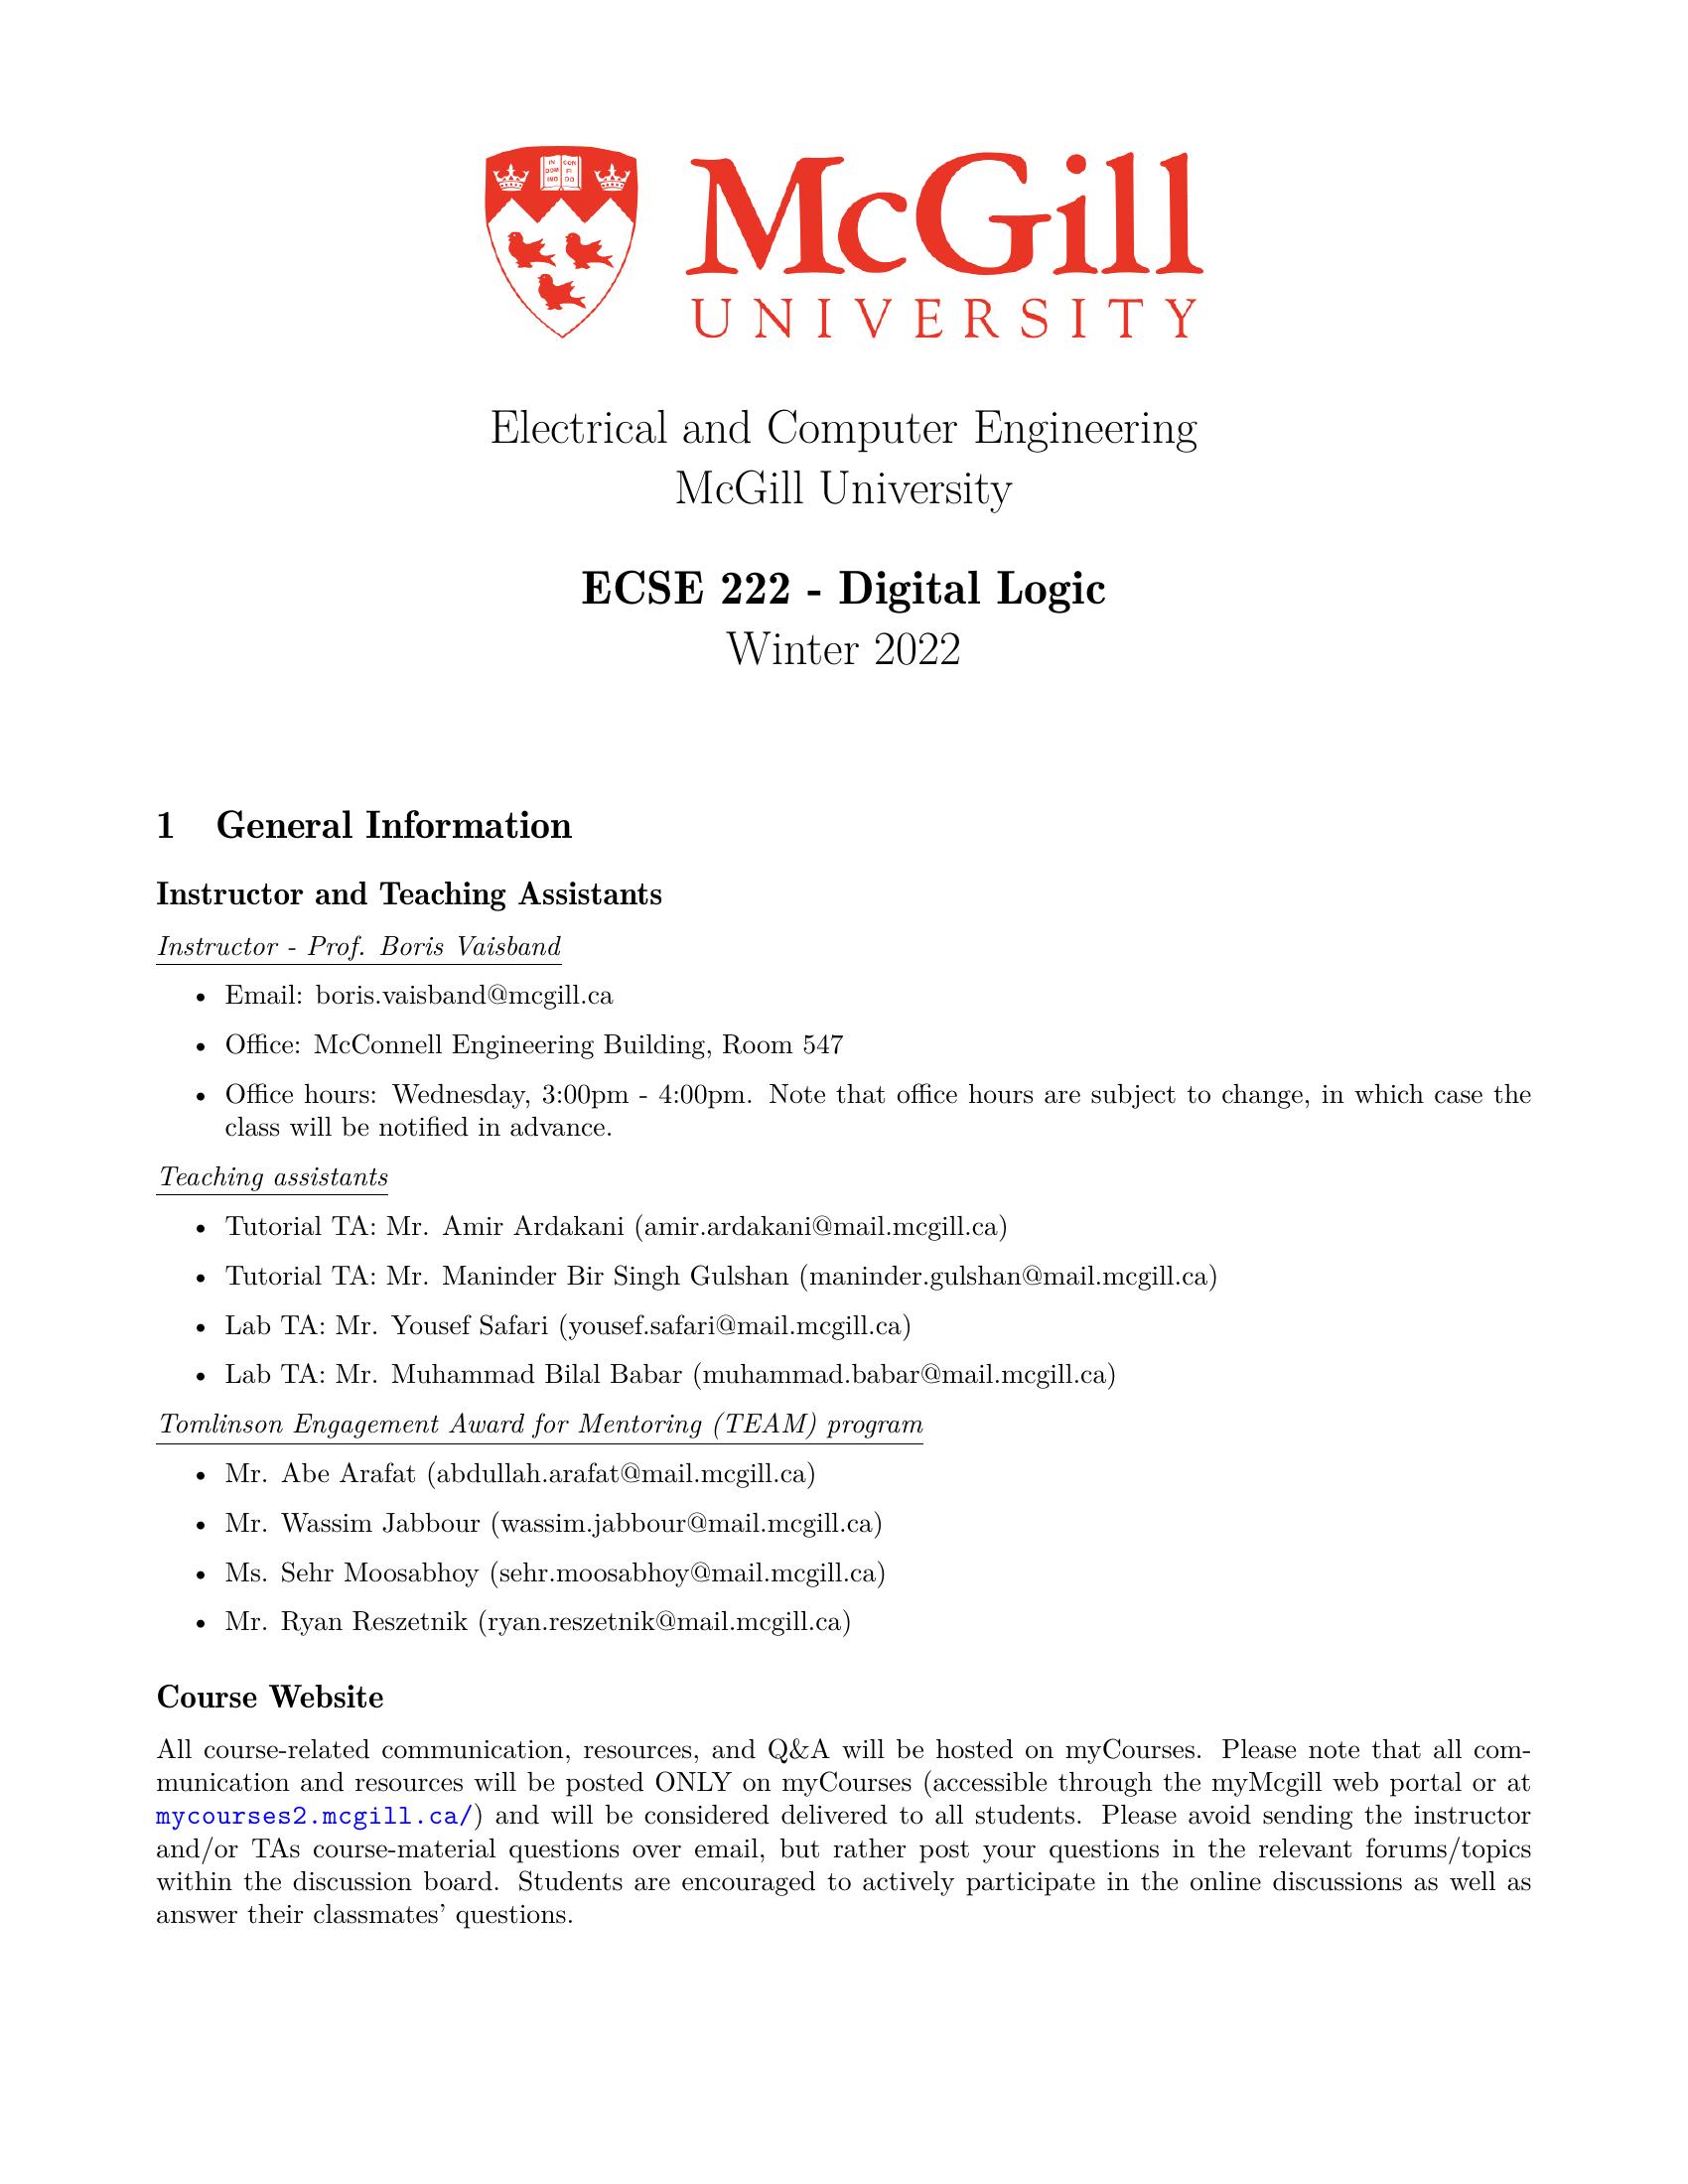 IN DOM INO COR FI DO
McGill
UNIVERSITY
Electrical and Computer Engineering
McGill University
ECSE 222 - Digital Logic
Winter 2022
1 General Information
Instructor and Teaching Assistants
Instructor - Prof. Boris Vaisband
• Email: boris.vaisband@mcgill.ca
• Office: McConnell Engineering Building, Room 547
• Office hours: Wednesday, 3:00pm - 4:00pm. Note that office hours are subject to change, in which case the
class will be notified in advance.
Teaching assistants
• Tutorial TA: Mr. Amir Ardakani (amir.ardakani@mail.mcgill.ca)
• Tutorial TA: Mr. Maninder Bir Singh Gulshan (maninder.gulshan@mail.mcgill.ca)
• Lab TA: Mr. Yousef Safari (yousef.safari@mail.mcgill.ca)
• Lab TA: Mr. Muhammad Bilal Babar (muhammad.babar@mail.mcgill.ca)
Tomlinson Engagement Award for Mentoring (TEAM) program
• Mr. Abe Arafat (abdullah.arafat@mail.mcgill.ca)
• Mr. Wassim Jabbour (wassim.jabbour@mail.mcgill.ca)
• Ms. Sehr Moosabhoy (sehr.moosabhoy@mail.mcgill.ca)
• Mr. Ryan Reszetnik (ryan.reszetnik@mail.mcgill.ca)
Course Website
All course-related communication, resources, and Q&A will be hosted on myCourses. Please note that all com-
munication and resources will be posted ONLY on myCourses (accessible through the myMcgill web portal or at
mycourses2.mcgill.ca/) and will be considered delivered to all students. Please avoid sending the instructor
and/or TAs course-material questions over email, but rather post your questions in the relevant forums/topics
within the discussion board. Students are encouraged to actively participate in the online discussions as well as
answer their classmates' questions.